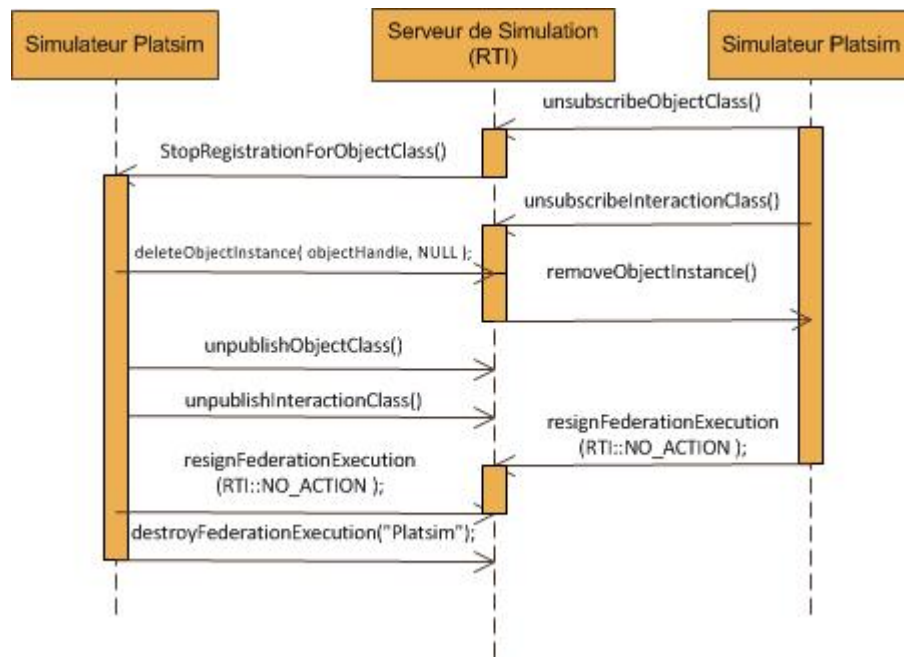 Simulateur Platsim
Serveur de Simulation
(RTI)
Simulateur Platsim
unsubscribeObjectClass()
StopRegistrationForObjectClass()
unsubscribeInteractionClass()
deleteObjectInstance( objectHandle, NULL );
removeObjectInstance()
unpublishObjectClass()
unpublishInteractionClass()
resignFederationExecution
(RTI::NO_ACTION );
resignFederationExecution
(RTI::NO_ACTION );
destroyFederationExecution("Platsim");